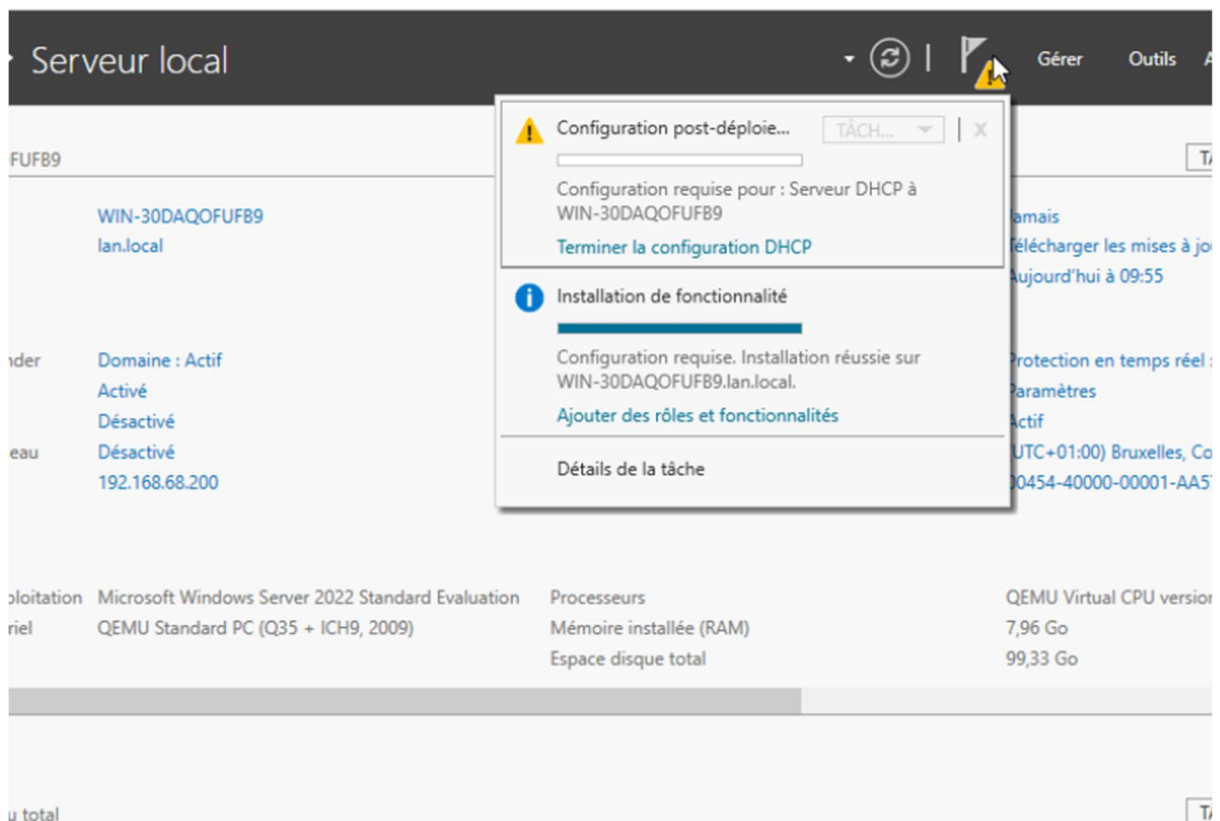 Serveur local
Gérer Outils A
FUFB9
WIN-30DAQOFUFB9
lan.local
Configuration post-déploie... TÂCH... X
Configuration requise pour : Serveur DHCP à
WIN-30DAQOFUFB9
Terminer la configuration DHCP
Installation de fonctionnalité
Configuration requise. Installation réussie sur
WIN-30DAQOFUFB9.lan.local.
Ajouter des rôles et fonctionnalités
Détails de la tâche
amais
élécharger les mises à jo
Aujourd'hui à 09:55
nder Domaine : Actif
Activé
Désactivé
eau Désactivé
192.168.68.200
Protection en temps réel :
Paramètres
Actif
UTC+01:00) Bruxelles, Co
00454-40000-00001-AA5
ploitation Microsoft Windows Server 2022 Standard Evaluation
riel QEMU Standard PC (Q35 + ICH9, 2009)
Processeurs QEMU Virtual CPU version
Mémoire installée (RAM) 7,96 Go
Espace disque total 99,33 Go
u total
TÂ